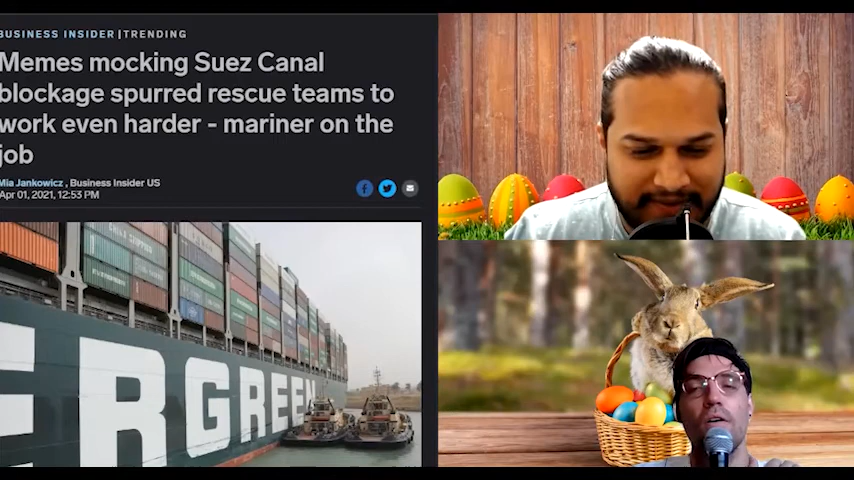 BUSINESS INSIDER | TRENDING
Memes mocking Suez Canal
blockage spurred rescue teams to
work even harder - mariner on the
job
Mia Jankowicz , Business Insider US
Apr 01, 2021, 12:53 PM
ERGREEN